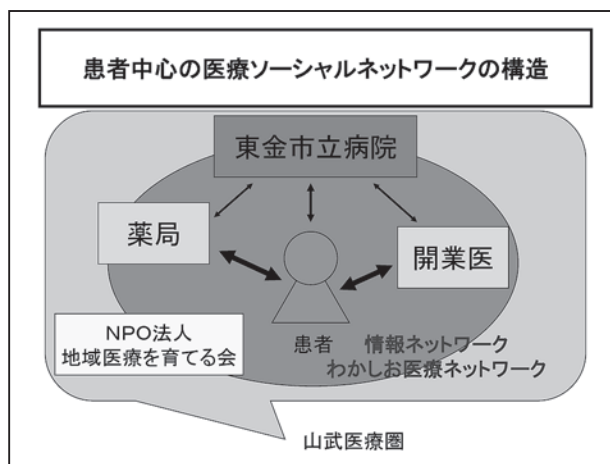 患者中心の医療ソーシャルネットワークの構造
東金市立病院
薬局
開業医
NPO法人
地域医療を育てる会
患者
情報ネットワーク
わかしお医療ネットワーク
山武医療圏